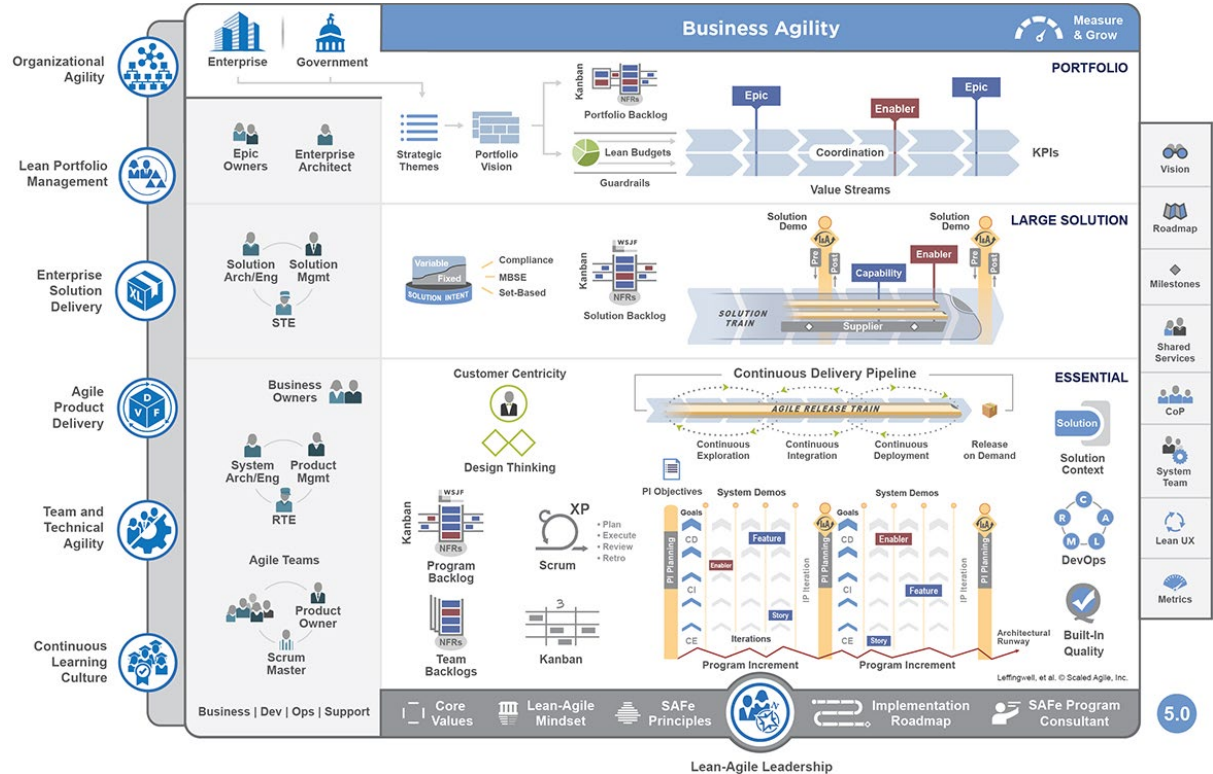 Organizational
Agility
Lean Portfolio
Management
Enterprise
Solution
Delivery
Agile
Product
Delivery
Team and
Technical
Agility
Continuous
Learning
Culture
Enterprise
Government
Business Agility
Measure
& Grow
PORTFOLIO
Epic
Owners
Enterprise
Architect
Strategic
Themes
Portfolio
Vision
Kanban
NFRs
Portfolio Backlog
Lean Budgets
Guardrails
Epic
Enabler
Epic
Coordination
Value Streams
KPIs
LARGE SOLUTION
Solution
Arch/Eng
Solution
Mgmt
STE
Variable
Fixed
SOLUTION INTENT
Compliance
MBSE
Set-Based
WSJF
Kanban
NFRs
Solution Backlog
Solution
Demo
I&A
Pre
Post
Solution
Demo
I&A
Pre
Post
Capability
Enabler
SOLUTION
TRAIN
Supplier
ESSENTIAL
Business
Owners
System
Arch/Eng
Product
Mgmt
RTE
Agile Teams
Product
Owner
Scrum
Master
Business | Dev | Ops | Support
Customer Centricity
Design Thinking
Continuous Delivery Pipeline
AGILE RELEASE TRAIN
Continuous
Exploration
Continuous
Integration
Continuous
Deployment
Release
on Demand
WSJF
Kanban
NFRs
Program
Backlog
XP
Scrum
• Plan
• Execute
• Review
• Retro
NFRs
Team
Backlogs
3
Kanban
PI Objectives
System Demos
System Demos
PI Planning
Goals
CD
CI
CE
Enabler
Feature
Story
Iterations
IP Iteration
I&A
PI Planning
Goals
CD
CI
CE
Enabler
Feature
Story
IP Iteration
I&A
PI Planning
Program Increment
Program Increment
Architectural
Runway
Solution
Solution
Context
C
A
L
M
R
DevOps
Built-In
Quality
Leffingwell, et al. © Scaled Agile, Inc.
Vision
Roadmap
Milestones
Shared
Services
CoP
System
Team
Lean UX
Metrics
XL
D
V
F
Core
Values
Lean-Agile
Mindset
SAFe
Principles
Implementation
Roadmap
SAFe Program
Consultant
Lean-Agile Leadership
5.0